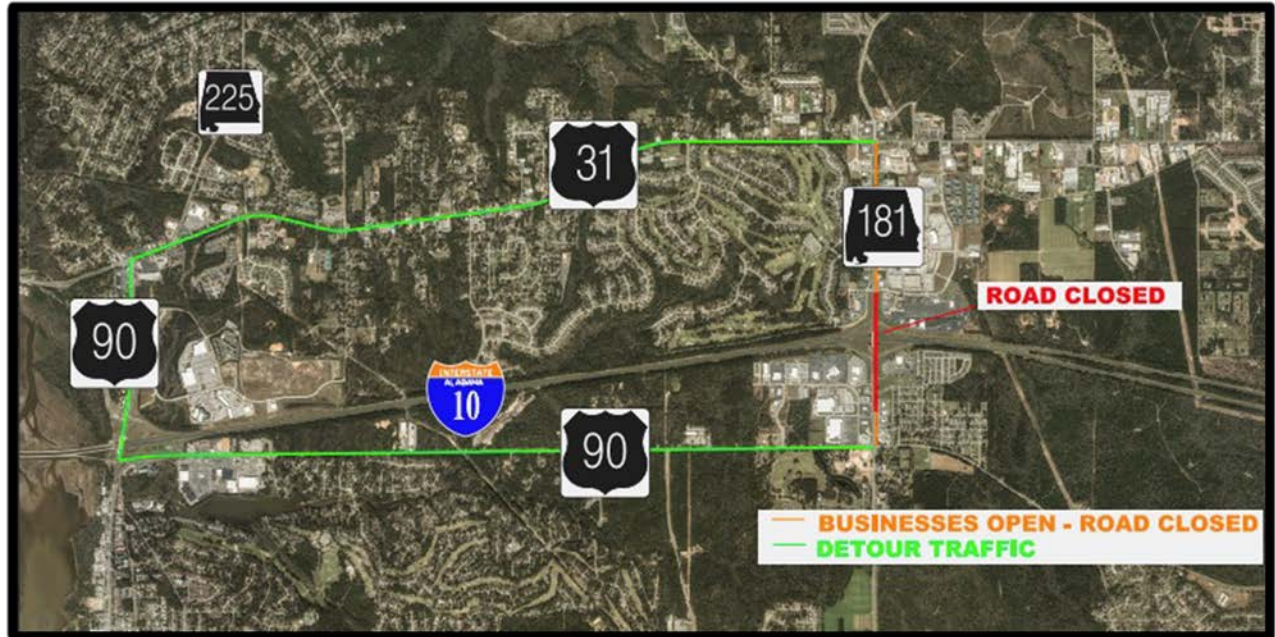 225
31
181
ROAD CLOSED
90
INTERSTATE
ALABAMA
10
90
BUSINESSES OPEN - ROAD CLOSED
DETOUR TRAFFIC